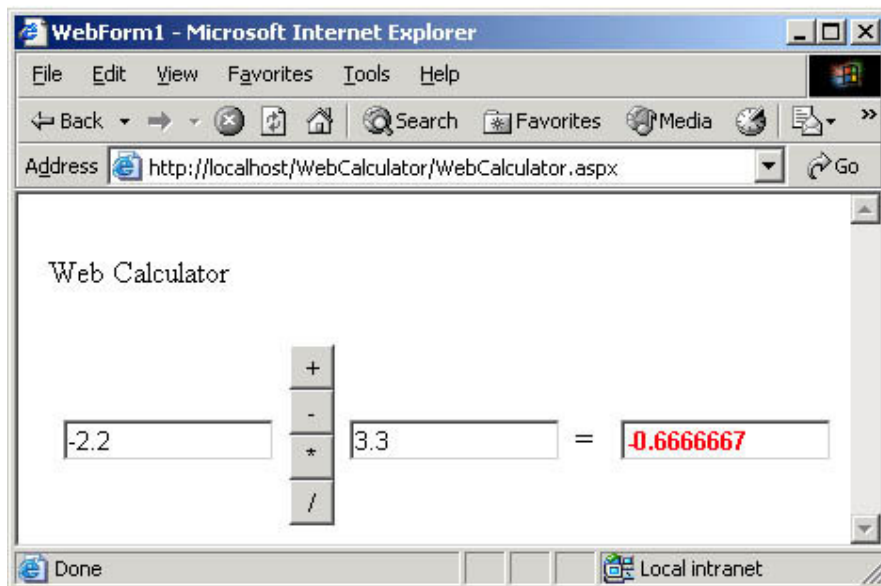 WebForm1 - Microsoft Internet Explorer
File Edit View Favorites Tools Help
Back Search Favorites Media »
Address http://localhost/WebCalculator/WebCalculator.aspx Go
Web Calculator
+
-
-2.2 3.3 = -0.6666667
*
/
Done Local intranet